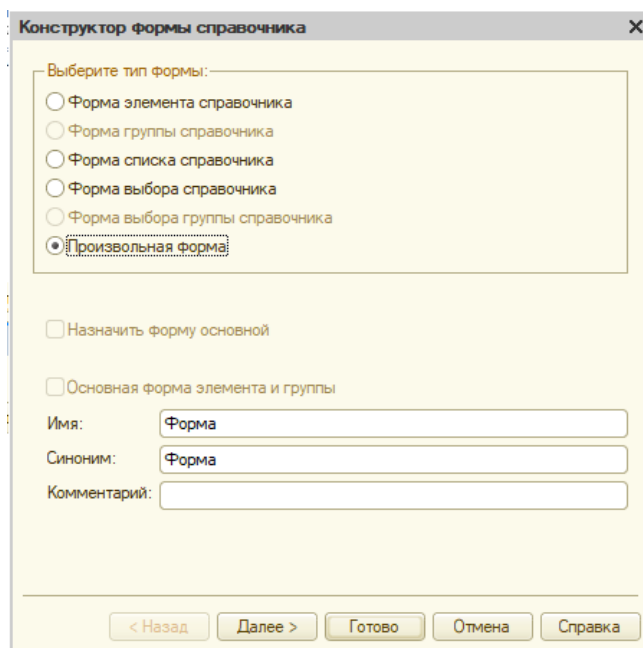 Конструктор формы справочника
Выберите тип формы:
Форма элемента справочника
Форма группы справочника
Форма списка справочника
Форма выбора справочника
Форма выбора группы справочника
Произвольная форма
Назначить форму основной
Основная форма элемента и группы
Имя: Форма
Синоним: Форма
Комментарий:
< Назад Далее > Готово Отмена Справка